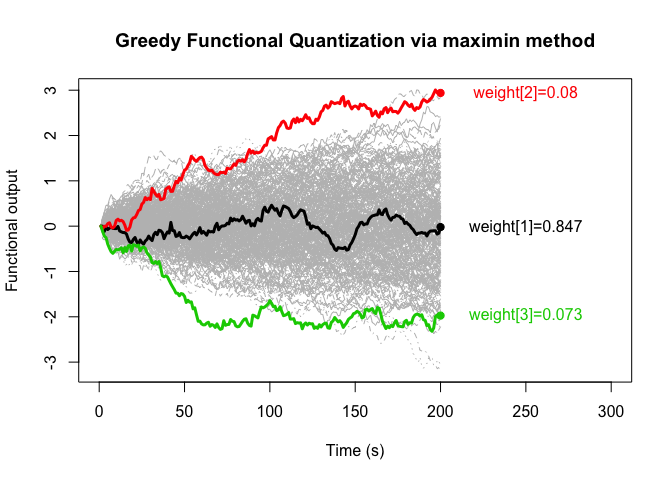 Greedy Functional Quantization via maximin method
Functional output
3
2
1
0
-1
-2
-3
weight[2]=0.08
weight[1]=0.847
weight[3]=0.073
0 50 100 150 200 250 300
Time (s)